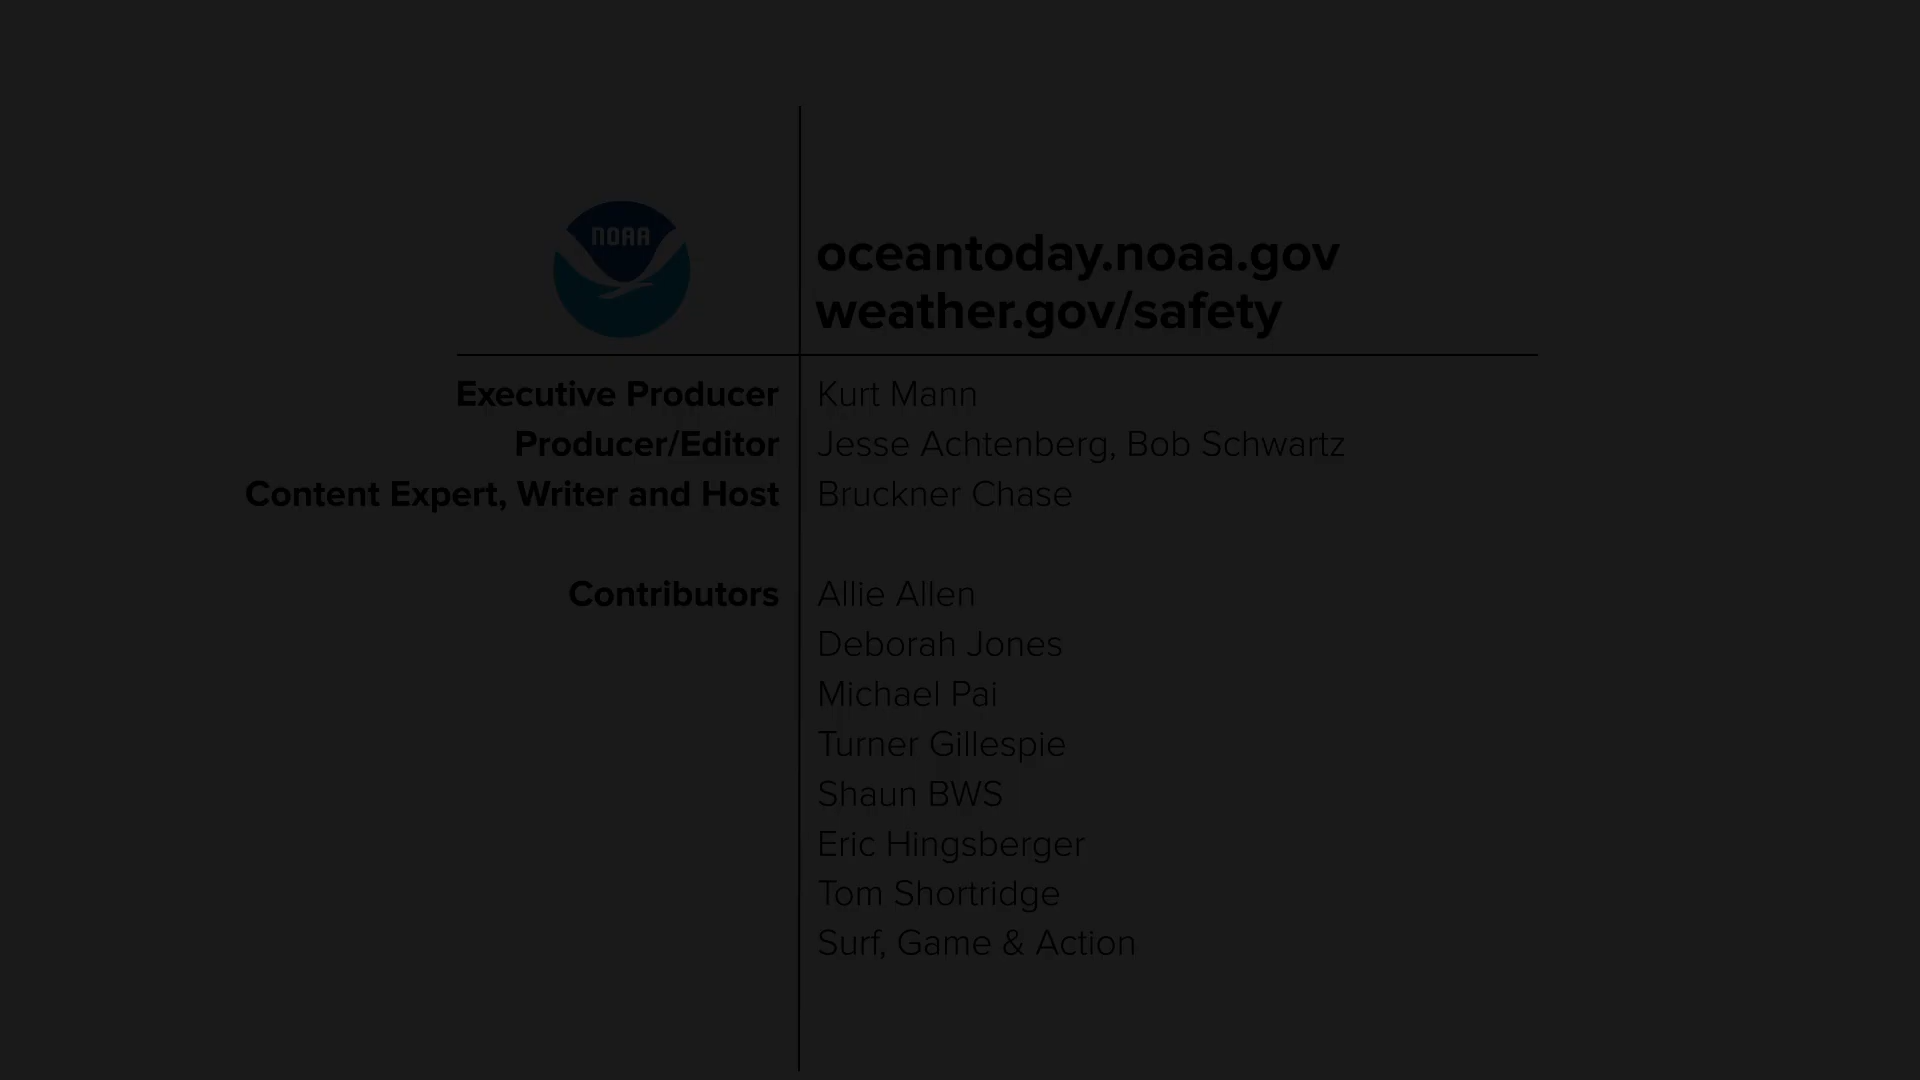 NOAA
oceantoday.noaa.gov
weather.gov/safety
Executive Producer Kurt Mann
Producer/Editor Jesse Achtenberg, Bob Schwartz
Content Expert, Writer and Host Bruckner Chase
Contributors Allie Allen
Deborah Jones
Michael Pai
Turner Gillespie
Shaun BWS
Eric Hingsberger
Tom Shortridge
Surf, Game & Action